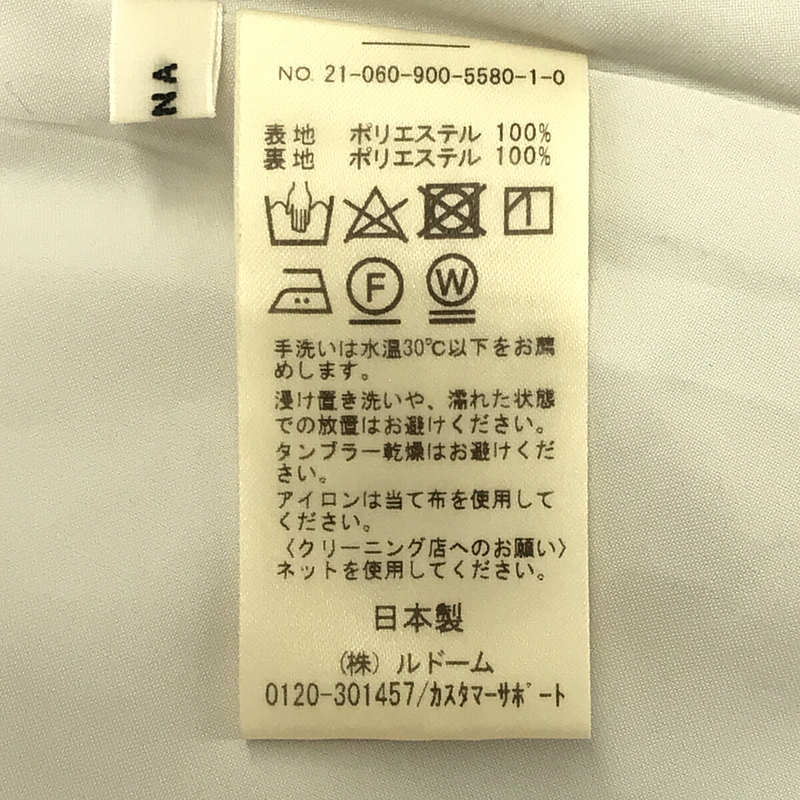 NA
NO. 21-060-900-5580-1-0
表地 ポリエステル 100%
裏地 ポリエステル 100%
F
W
手洗いは水温30℃以下をお薦
めします。
浸け置き洗いや、濡れた状態
での放置はお避けください。
タンブラー乾燥はお避けくだ
さい。
アイロンは当て布を使用して
ください。
〈クリーニング店へのお願い〉
ネットを使用してください。
日本製
(株) ルドーム
0120-301457/カスタマーサポート